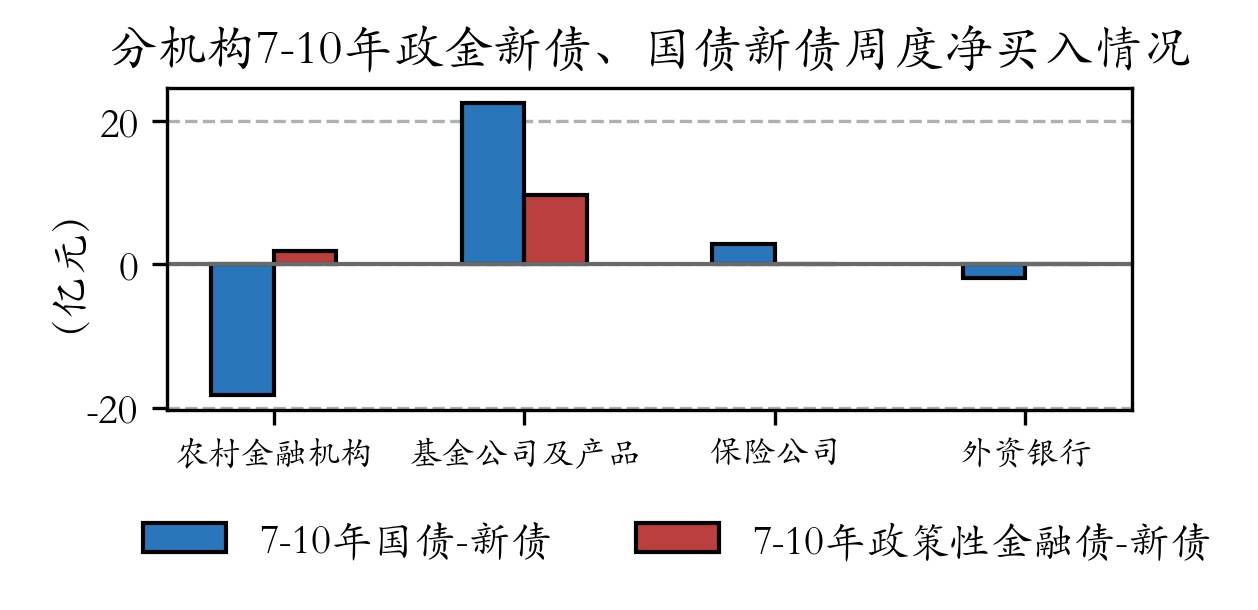 分机构7-10年政金新债、国债新债周度净买入情况
20
0
-20
(亿元)
农村金融机构 基金公司及产品 保险公司 外资银行
7-10年国债-新债 7-10年政策性金融债-新债